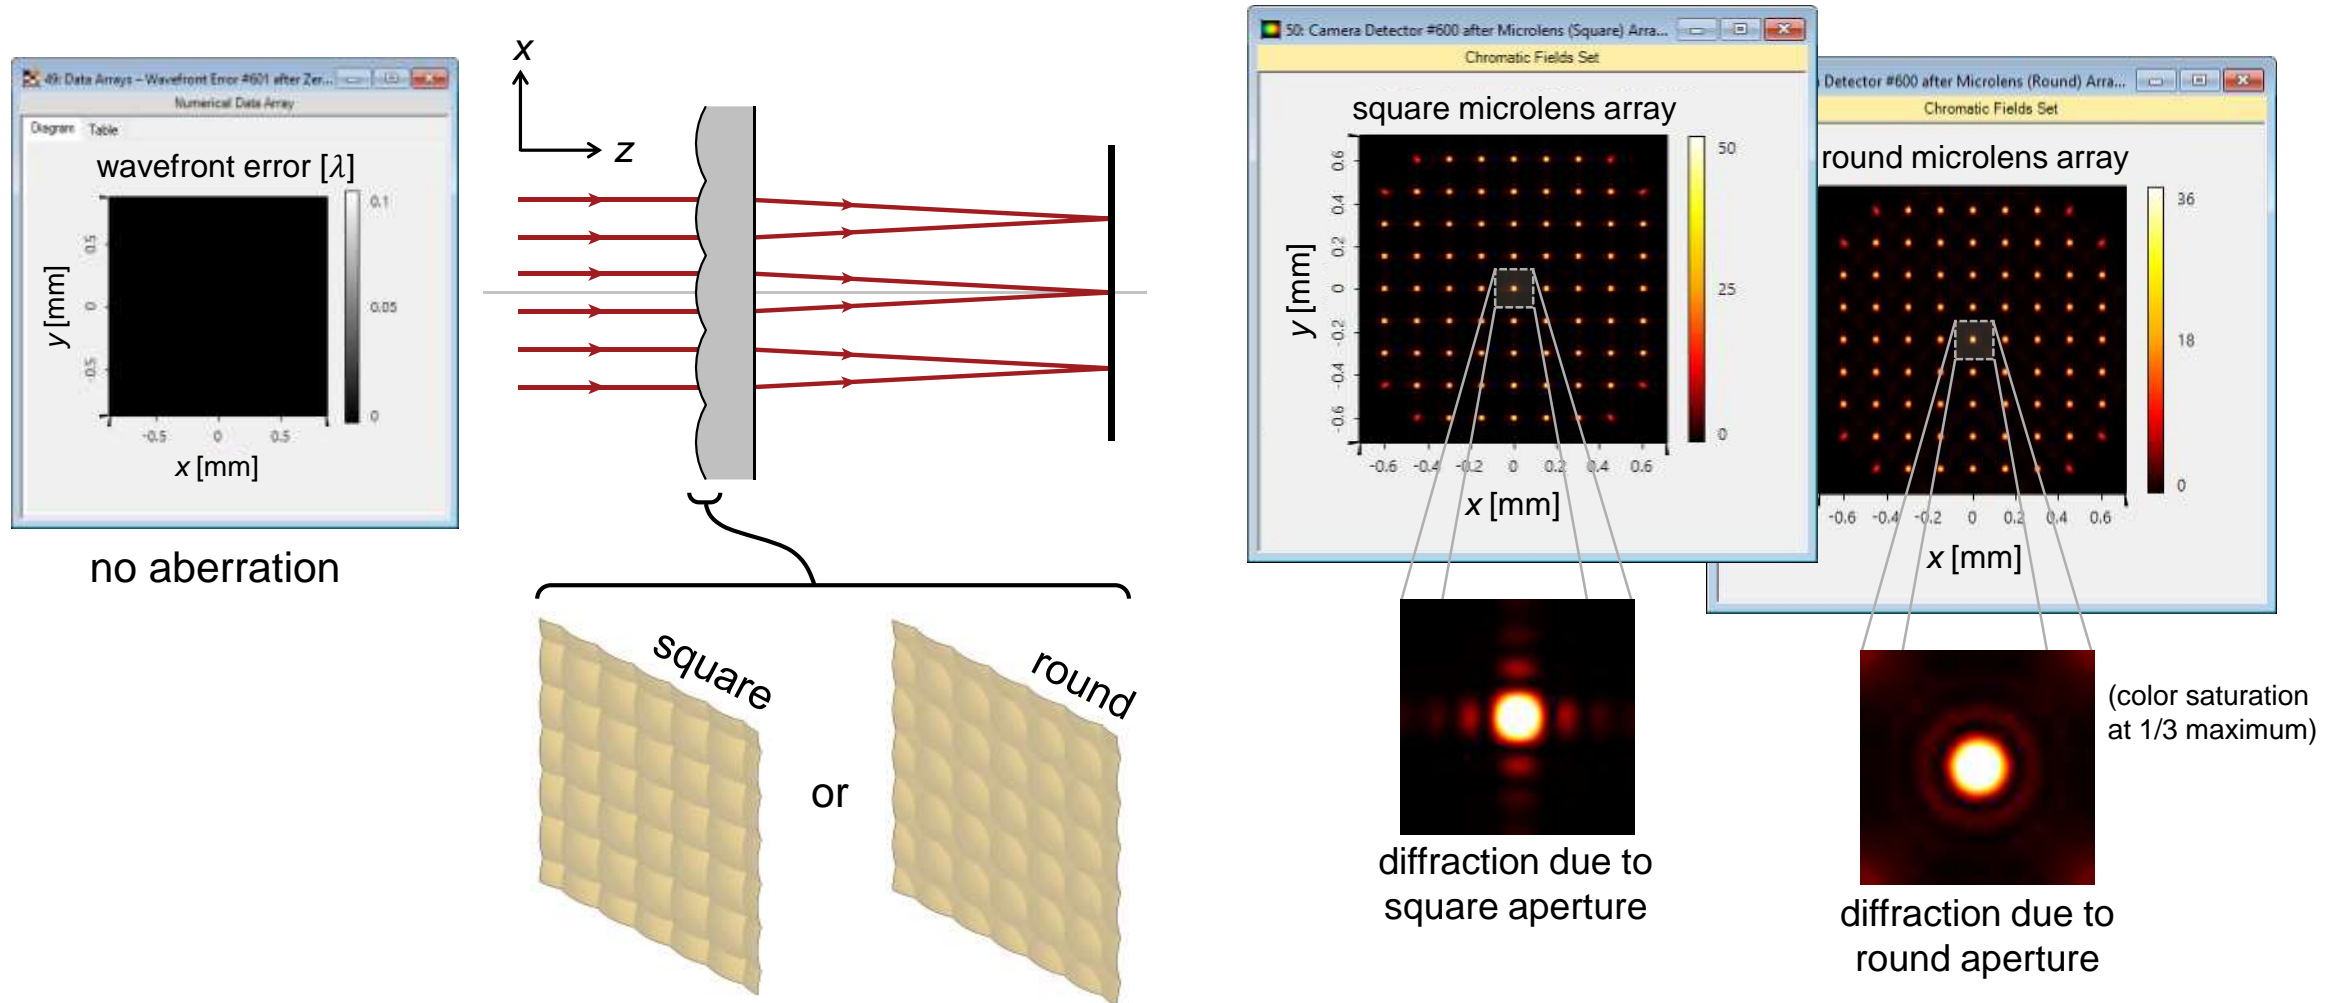 49: Data Arrays – Wavefront Error #601 after Zer...
Numerical Data Array
Diagram Table
wavefront error [λ]
0.1
0.05
0
0.5
0
-0.5
y [mm]
-0.5 0 0.5
x [mm]
no aberration
x
z
square
or
round
50: Camera Detector #600 after Microlens (Square) Arra...
Chromatic Fields Set
square microlens array
50
25
0
0.6
0.4
0.2
0
-0.2
-0.4
-0.6
y [mm]
-0.6 -0.4 -0.2 0 0.2 0.4 0.6
x [mm]
Detector #600 after Microlens (Round) Arra...
Chromatic Fields Set
round microlens array
36
18
0
-0.6 -0.4 -0.2 0 0.2 0.4 0.6
x [mm]
diffraction due to
square aperture
(color saturation
at 1/3 maximum)
diffraction due to
round aperture